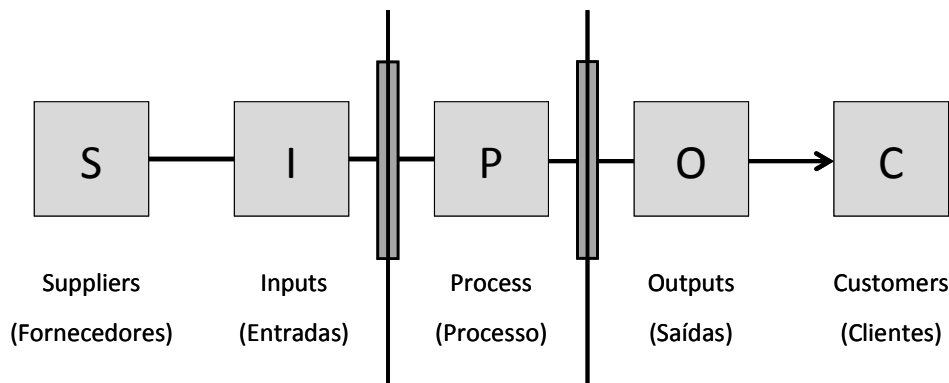 S I P O C
Suppliers Inputs Process Outputs Customers
(Fornecedores) (Entradas) (Processo) (Saídas) (Clientes)